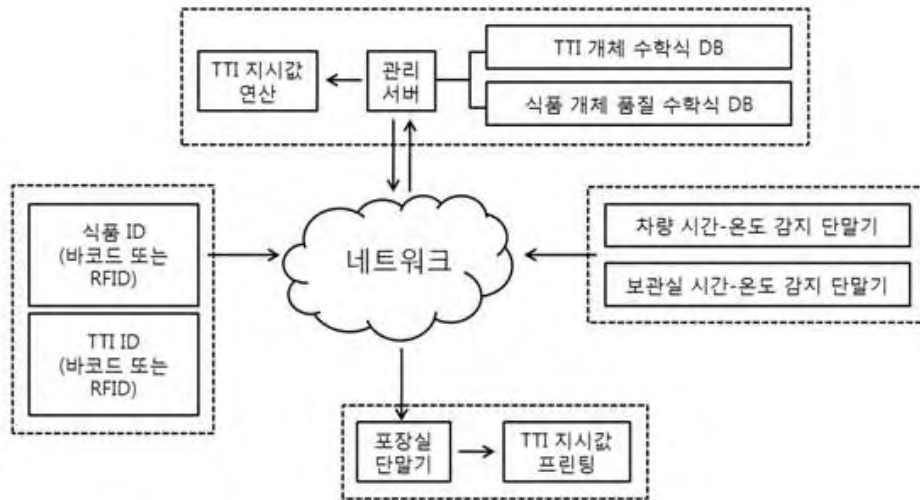 TTI 지시값
연산
관리
서버
TTI 개체 수학식 DB
식품 개체 품질 수학식 DB
식품 ID
(바코드 또는
RFID)
TTI ID
(바코드 또는
RFID)
네트워크
차량 시간-온도 감지 단말기
보관실 시간-온도 감지 단말기
포장실
단말기
TTI 지시값
프린팅